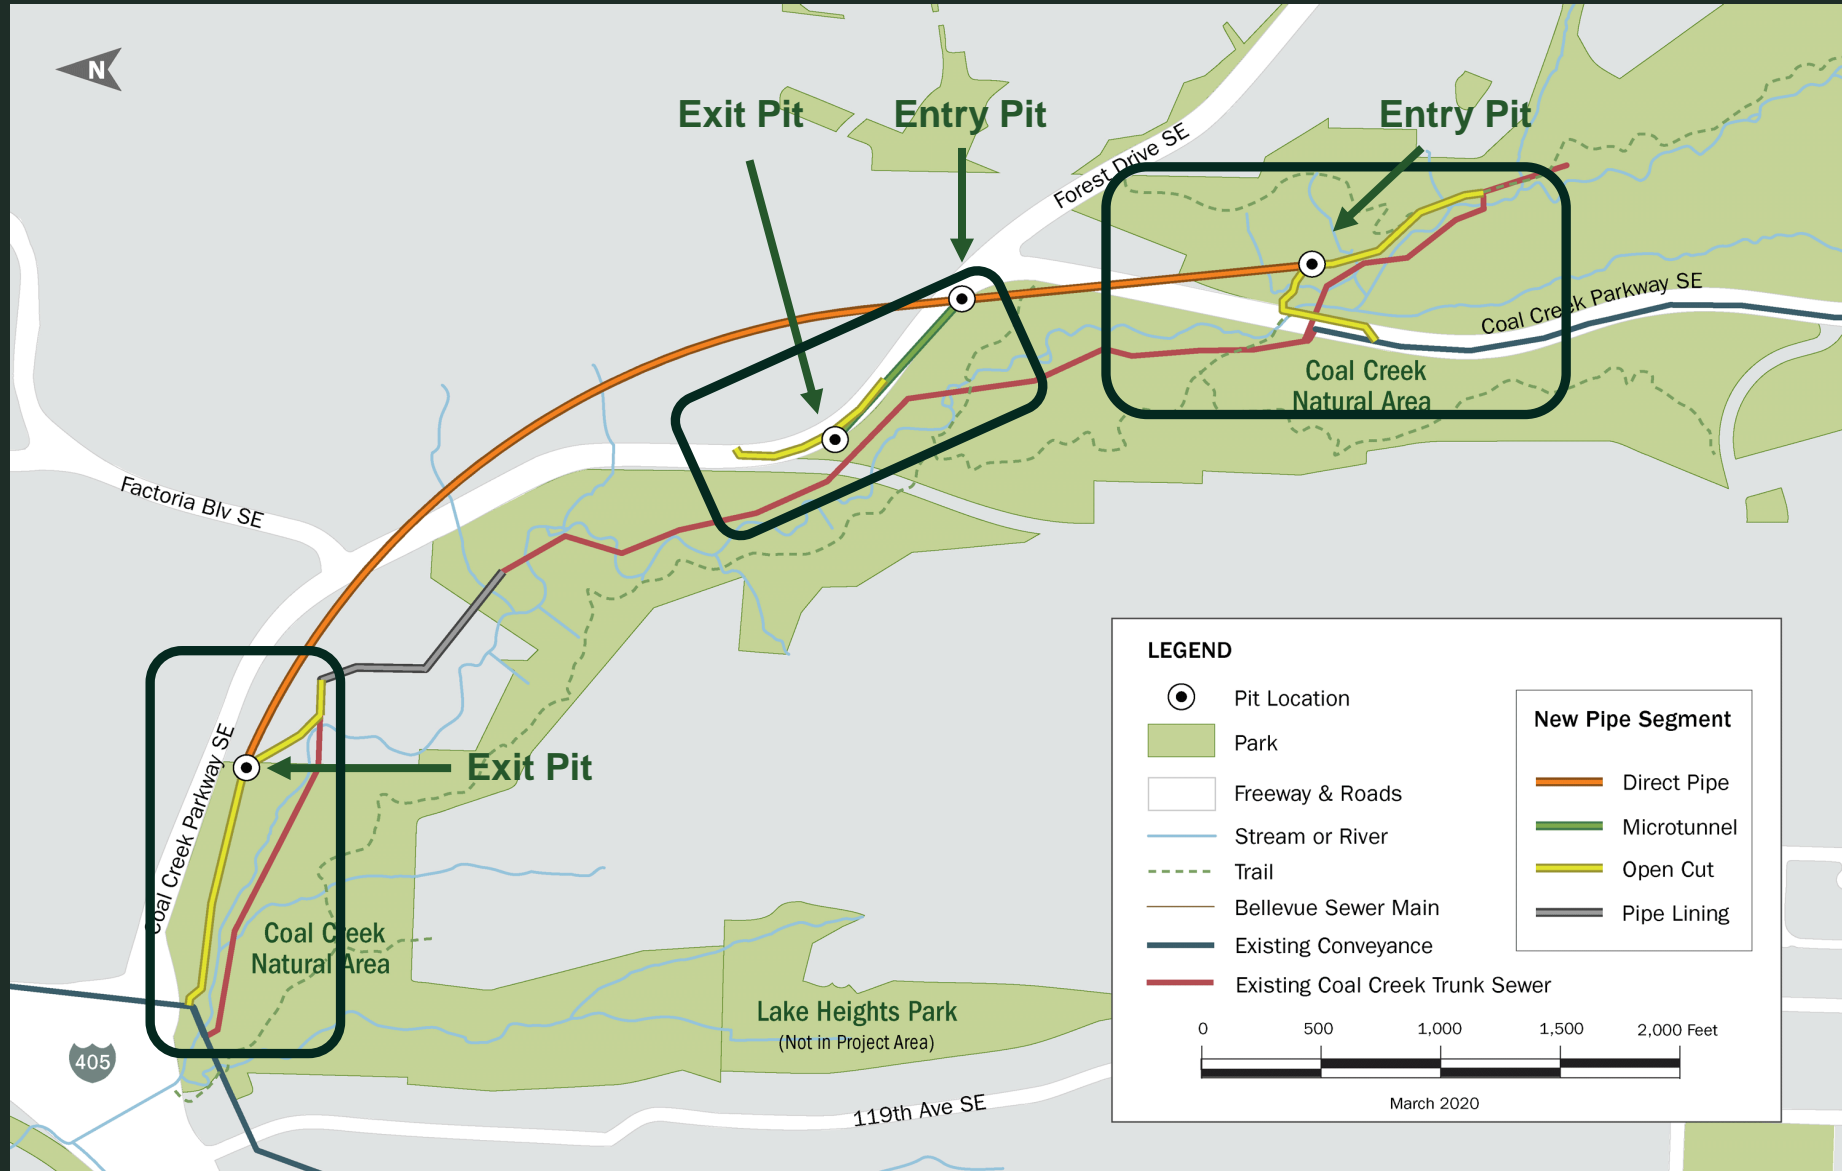 N
Exit Pit
Entry Pit
Entry Pit
Forest Drive SE
Coal Creek Parkway SE
Coal Creek
Natural Area
Factoria Blv SE
Coal Creek Parkway SE
Exit Pit
Coal Creek
Natural Area
Lake Heights Park
(Not in Project Area)
405
119th Ave SE
LEGEND
Pit Location
Park
Freeway & Roads
Stream or River
Trail
Bellevue Sewer Main
Existing Conveyance
Existing Coal Creek Trunk Sewer
New Pipe Segment
Direct Pipe
Microtunnel
Open Cut
Pipe Lining
0 500 1,000 1,500 2,000 Feet
March 2020